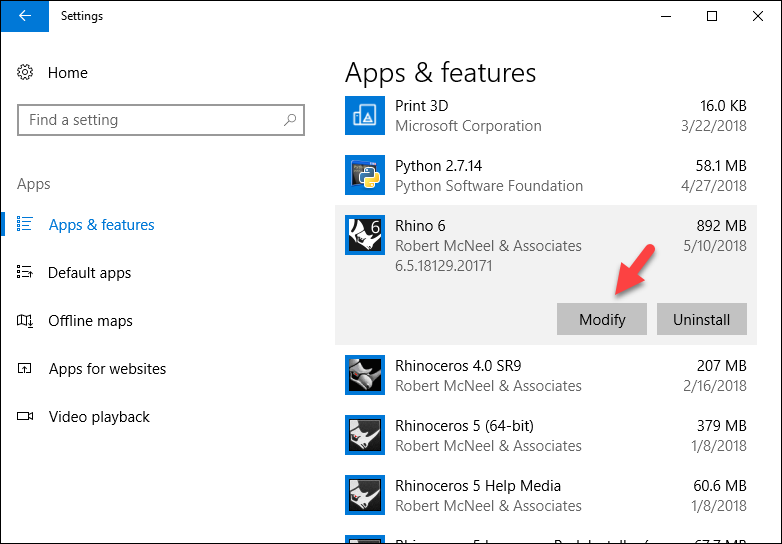 Settings
Home
Find a setting
Apps
Apps & features
Default apps
Offline maps
Apps for websites
Video playback
Apps & features
Print 3D 16.0 KB
Microsoft Corporation 3/22/2018
Python 2.7.14 58.1 MB
Python Software Foundation 4/27/2018
6
Rhino 6 892 MB
Robert McNeel & Associates 5/10/2018
6.5.18129.20171
Modify Uninstall
Rhinoceros 4.0 SR9 207 MB
Robert McNeel & Associates 2/16/2018
Rhinoceros 5 (64-bit) 379 MB
Robert McNeel & Associates 1/8/2018
Rhinoceros 5 Help Media 60.6 MB
Robert McNeel & Associates 1/8/2018